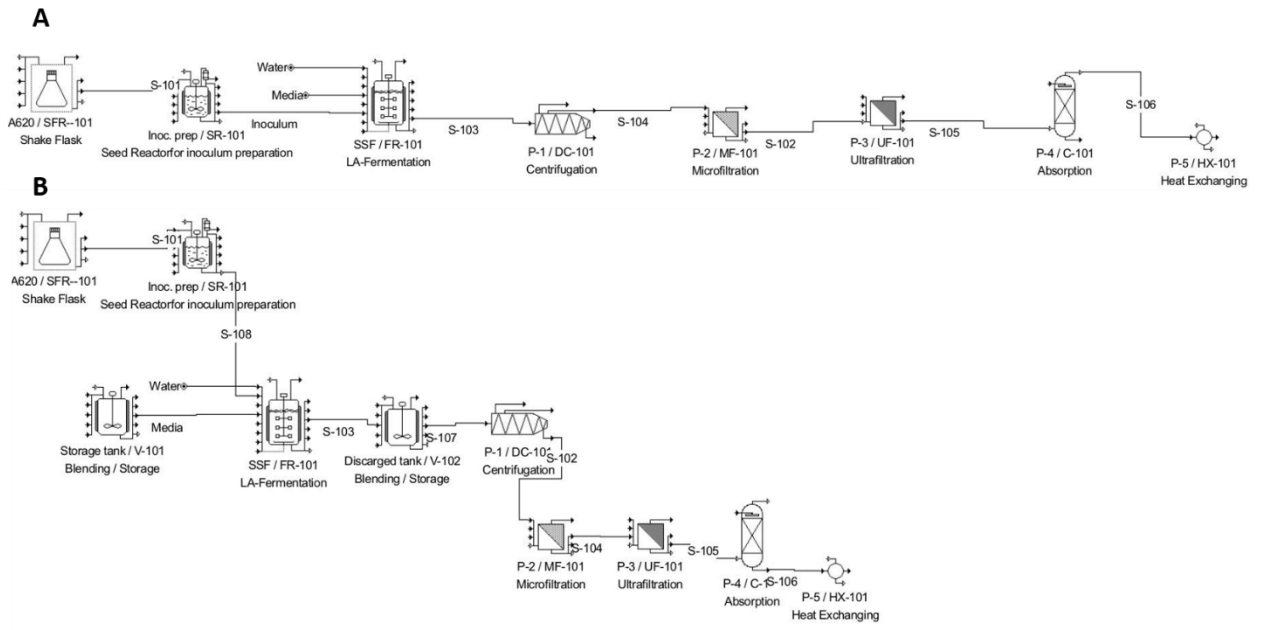 A
S-101
A620 / SFR--101
Shake Flask
Inoc. prep / SR-101
Seed Reactorfor inoculum preparation
Water
Media
Inoculum
SSF / FR-101
LA-Fermentation
S-103
P-1 / DC-101
Centrifugation
S-104
P-2 / MF-101
Microfiltration
S-102
P-3 / UF-101
Ultrafiltration
S-105
P-4 / C-101
Absorption
S-106
P-5 / HX-101
Heat Exchanging
B
S-101
A620 / SFR--101
Shake Flask
Inoc. prep / SR-101
Seed Reactorfor inoculum preparation
S-108
Water
Media
Storage tank / V-101
Blending / Storage
SSF / FR-101
LA-Fermentation
S-103
Discarged tank / V-102
Blending / Storage
S-107
P-1 / DC-101
Centrifugation
S-102
P-2 / MF-101
Microfiltration
S-104
P-3 / UF-101
Ultrafiltration
S-105
P-4 / C-1
Absorption
S-106
P-5 / HX-101
Heat Exchanging